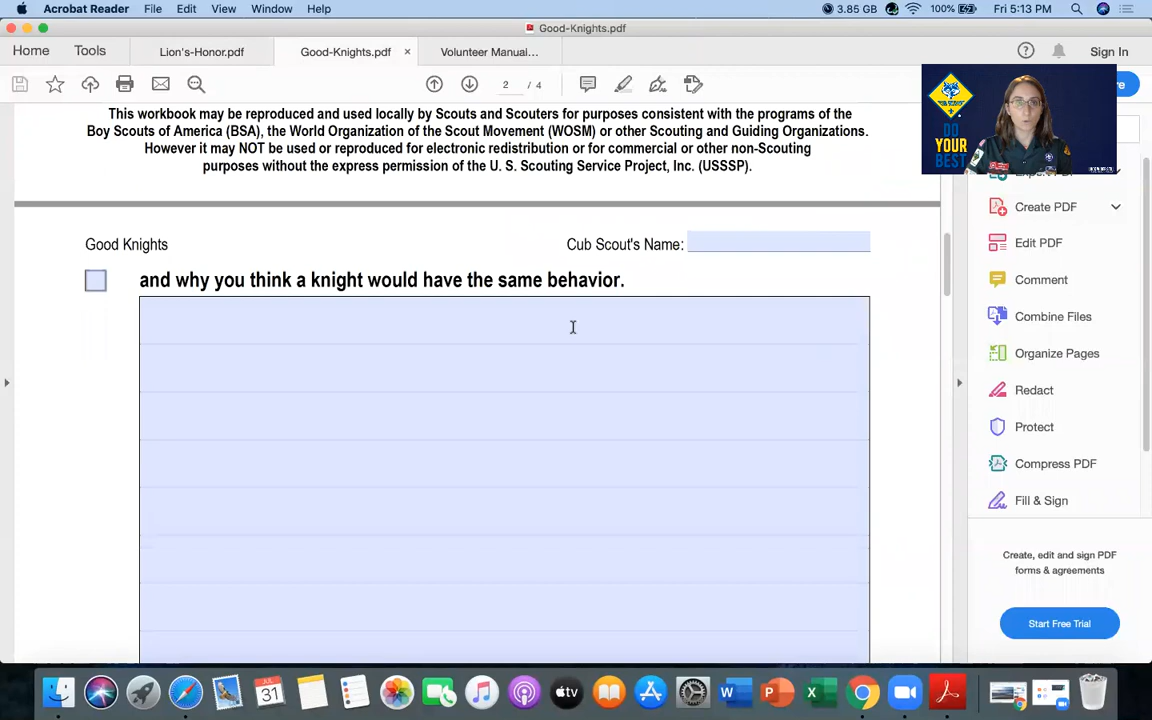 Acrobat Reader File Edit View Window Help 3.85 GB 100% Fri 5:13 PM
Good-Knights.pdf
Home Tools Lion's-Honor.pdf Good-Knights.pdf × Volunteer Manual... Sign In
2 / 4
DO
YOUR
BEST
This workbook may be reproduced and used locally by Scouts and Scouters for purposes consistent with the programs of the
Boy Scouts of America (BSA), the World Organization of the Scout Movement (WOSM) or other Scouting and Guiding Organizations.
However it may NOT be used or reproduced for electronic redistribution or for commercial or other non-Scouting
purposes without the express permission of the U. S. Scouting Service Project, Inc. (USSSP).
Good Knights Cub Scout's Name:
and why you think a knight would have the same behavior.
Create PDF
Edit PDF
Comment
Combine Files
Organize Pages
Redact
Protect
Compress PDF
Fill & Sign
Create, edit and sign PDF
forms & agreements
Start Free Trial
JUL
31
tv
W
P
X